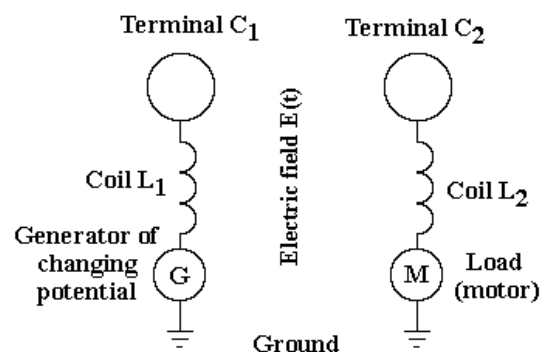 Terminal C1
Terminal C2
Electric field E(t)
Coil L1
Coil L2
Generator of
changing
potential
G
M
Load
(motor)
Ground